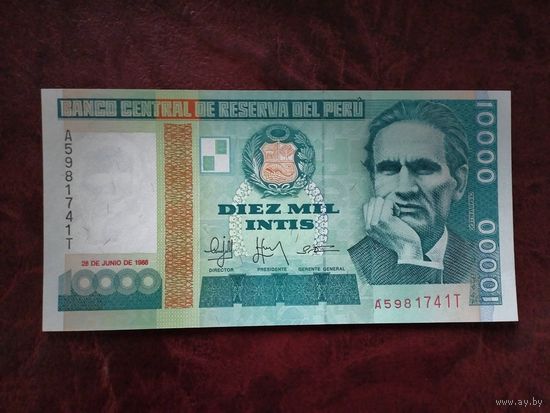 BANCO CENTRAL DE RESERVA DEL PERÚ
A5981741T
DIEZ MIL
INTIS
DIRECTOR PRESIDENTE GERENTE GENERAL
28 DE JUNIO DE 1988
10000
10000
10000
A5981741T
www.ay.by